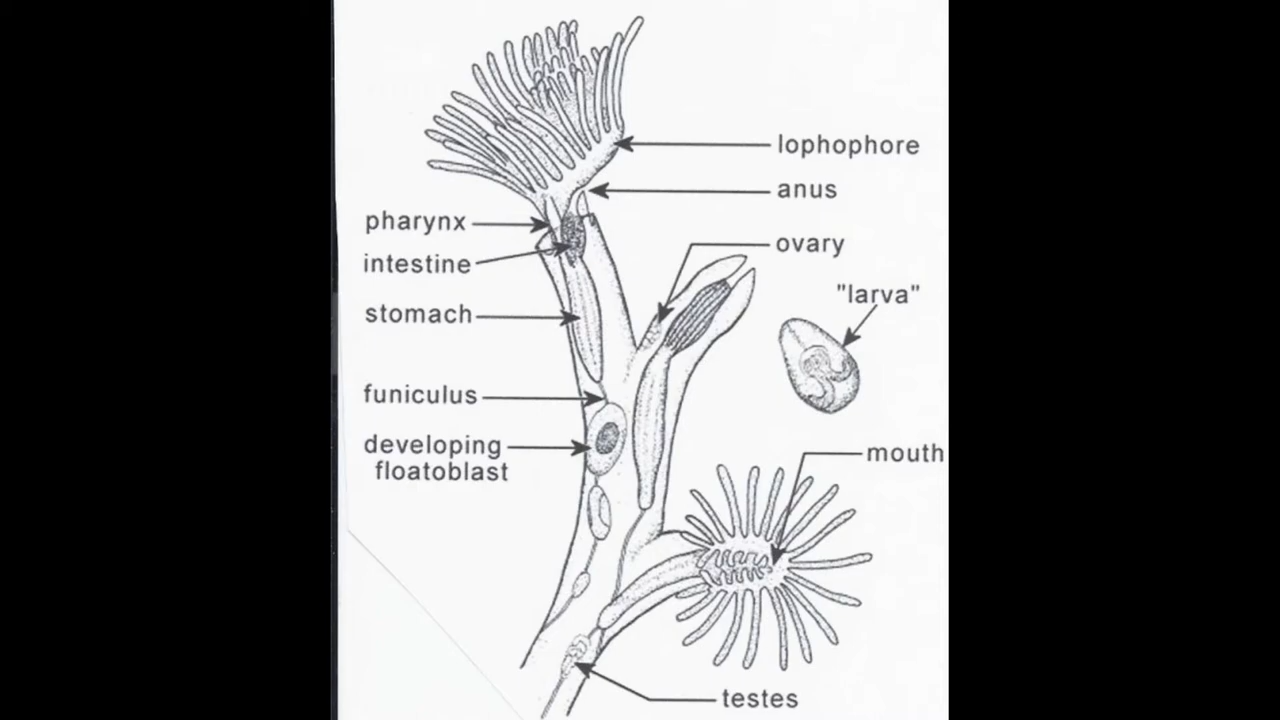 lophophore
anus
pharynx
ovary
intestine
"larva"
stomach
funiculus
developing
floatoblast
mouth
testes